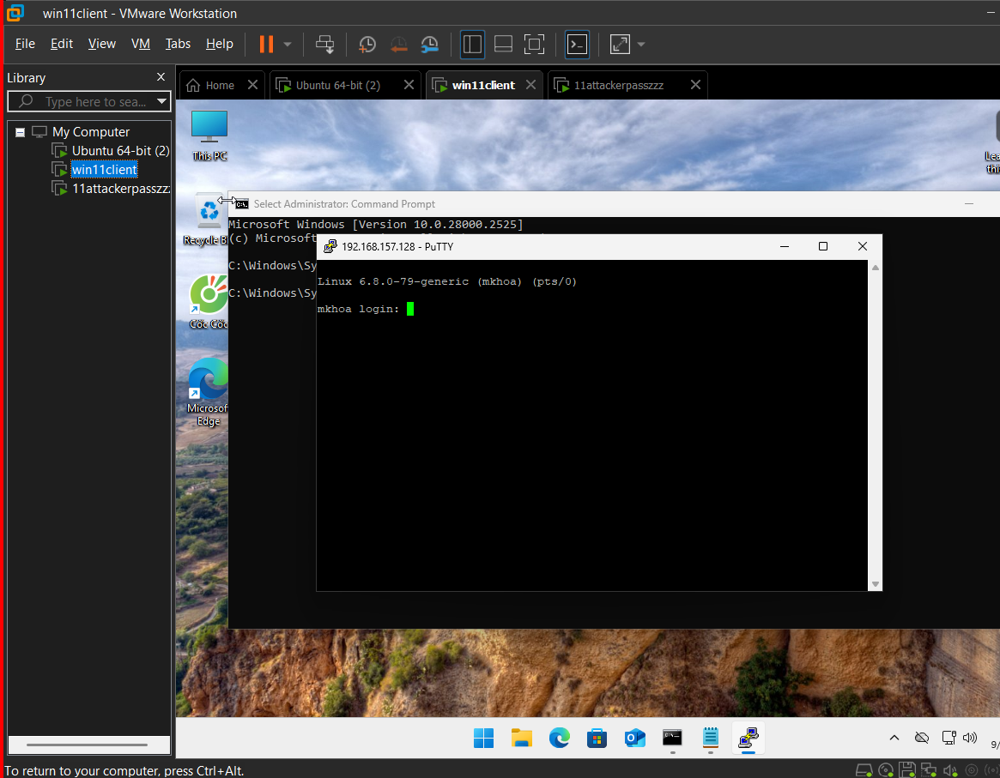 win11client - VMware Workstation
File Edit View VM Tabs Help
Library
Type here to sea...
Home
Ubuntu 64-bit (2)
win11client
11attackerpasszzz
My Computer
Ubuntu 64-bit (2)
win11client
11attackerpasszz
This PC
Recycle B
Cốc Cốc
Microsof
Edge
Lea
thi
Select Administrator: Command Prompt
Microsoft Windows [Version 10.0.28000.2525]
(c) Microsoft
C:\Windows\Sy
C:\Windows\Sy
192.168.157.128 - PuTTY
Linux 6.8.0-79-generic (mkhoa) (pts/0)
mkhoa login:
9/
To return to your computer, press Ctrl+Alt.